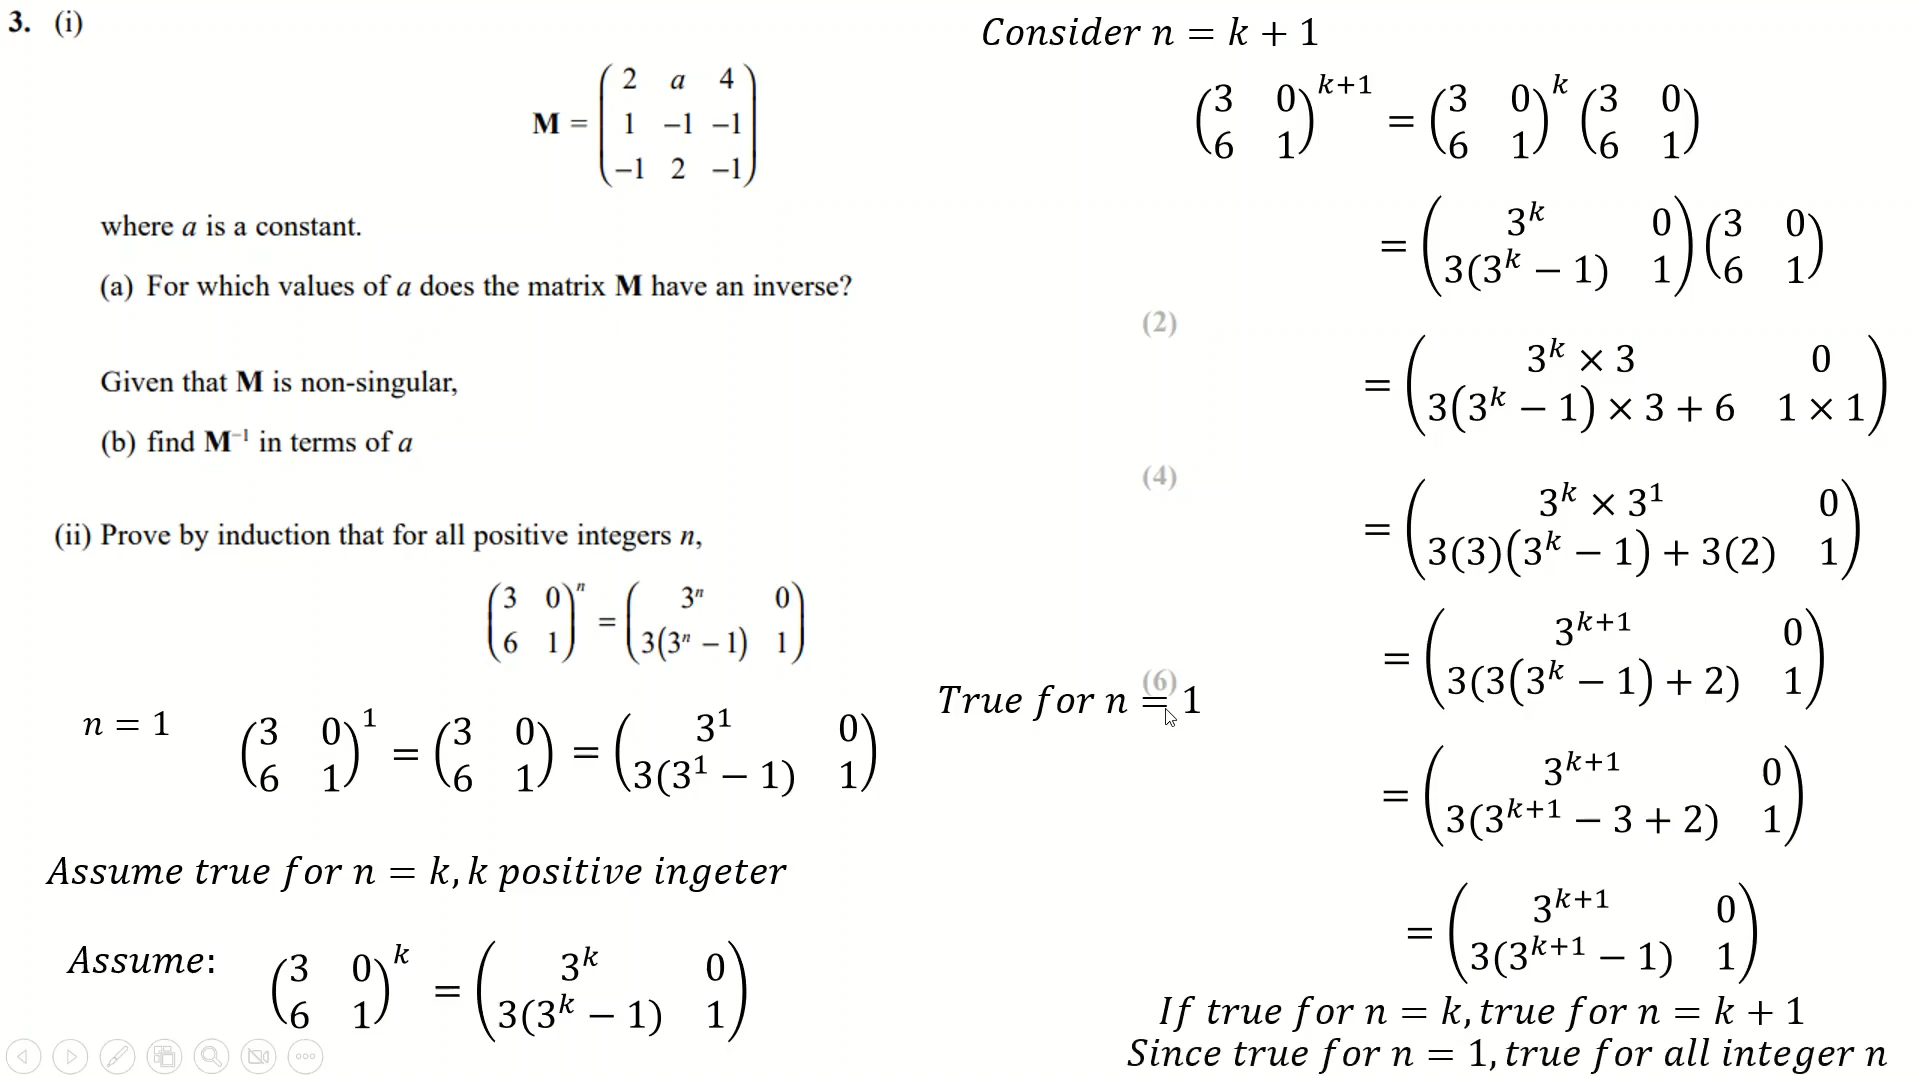 3. (i)
M = ( 2 a 4
1 −1 −1
−1 2 −1 )
where a is a constant.
(a) For which values of a does the matrix M have an inverse?
(2)
Given that M is non-singular,
(b) find M⁻¹ in terms of a
(4)
(ii) Prove by induction that for all positive integers n,
(3 0
6 1)ⁿ = (3ⁿ 0
3(3ⁿ − 1) 1)
(6)
n = 1 (3 0
6 1)¹ = (3 0
6 1) = (3¹ 0
3(3¹ − 1) 1)
True for n = 1
Assume true for n = k, k positive ingeter
Assume: (3 0
6 1)ᵏ = (3ᵏ 0
3(3ᵏ − 1) 1)
Consider n = k + 1
(3 0
6 1)ᵏ⁺¹ = (3 0
6 1)ᵏ (3 0
6 1)
= (3ᵏ 0
3(3ᵏ − 1) 1) (3 0
6 1)
= (3ᵏ × 3 0
3(3ᵏ − 1) × 3 + 6 1 × 1)
= (3ᵏ × 3¹ 0
3(3)(3ᵏ − 1) + 3(2) 1)
= (3ᵏ⁺¹ 0
3(3(3ᵏ − 1) + 2) 1)
= (3ᵏ⁺¹ 0
3(3ᵏ⁺¹ − 3 + 2) 1)
= (3ᵏ⁺¹ 0
3(3ᵏ⁺¹ − 1) 1)
If true for n = k, true for n = k + 1
Since true for n = 1, true for all integer n